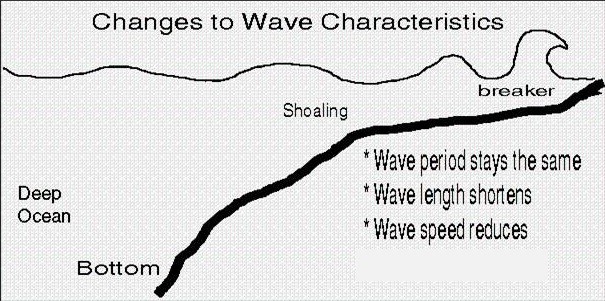 Changes to Wave Characteristics
breaker
Shoaling
* Wave period stays the same
* Wave length shortens
* Wave speed reduces
Deep
Ocean
Bottom